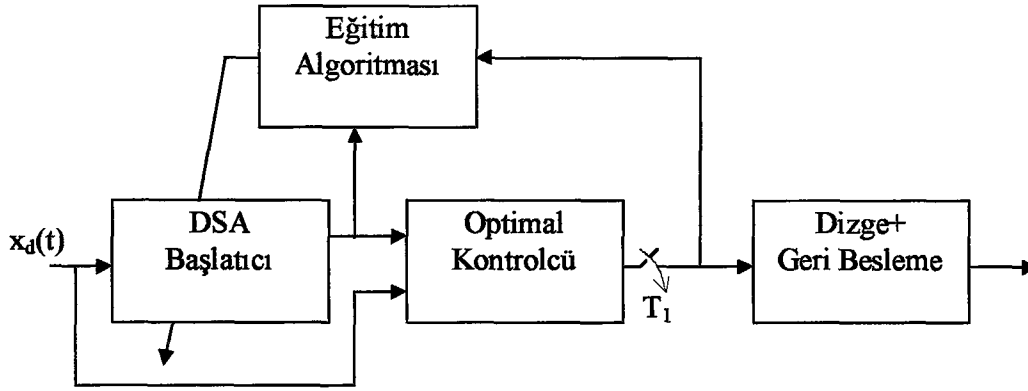 Eğitim
Algoritması
x_d(t)
DSA
Başlatıcı
Optimal
Kontrolcü
T_1
Dizge+
Geri Besleme